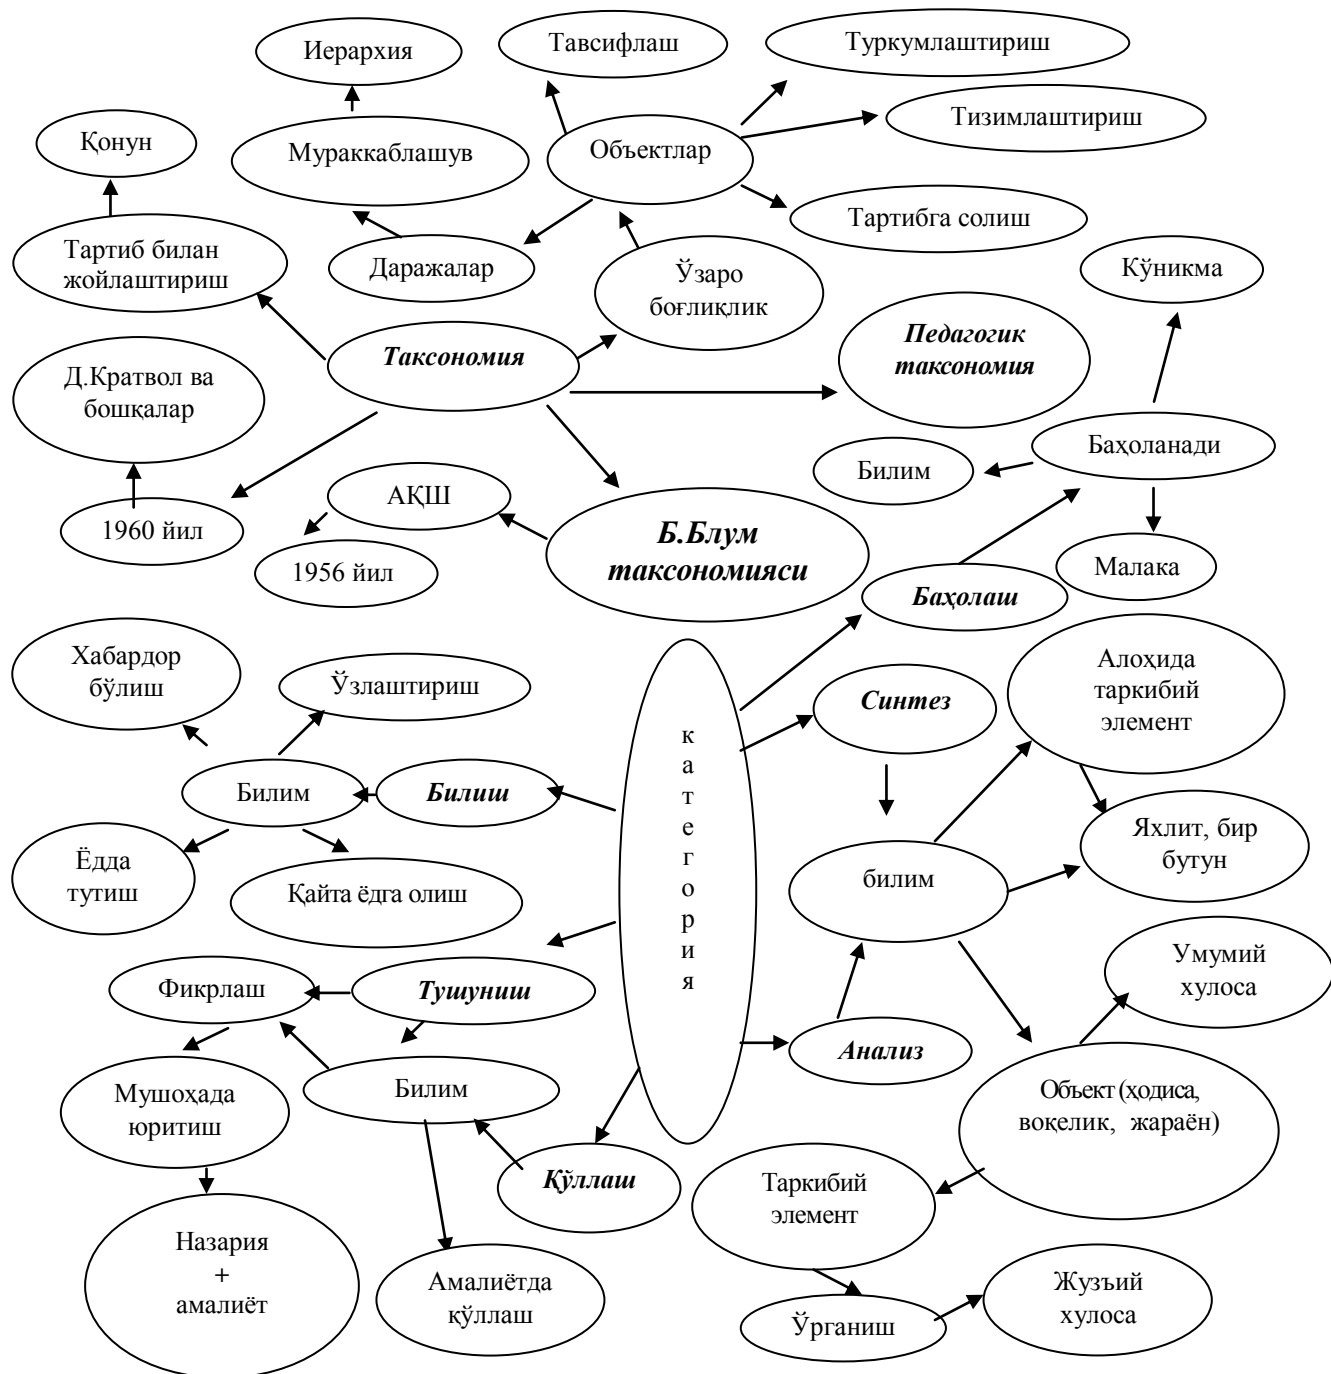 Иерархия
Тавсифлаш
Туркумлаштириш
Тизимлаштириш
Қонун
Мураккаблашув
Объектлар
Тартибга солиш
Тартиб билан
жойлаштириш
Даражалар
Ўзаро
боғлиқлик
Кўникма
Таксономия
Педагогик
таксономия
Д.Кратвол ва
бошқалар
Баҳоланади
Билим
АҚШ
1960 йил
1956 йил
Б.Блум
таксономияси
Малака
Баҳолаш
Хабардор
бўлиш
Ўзлаштириш
Синтез
Алоҳида
таркибий
элемент
к
а
т
е
г
о
р
и
я
Билим
Билиш
Яхлит, бир
бутун
Ёдда
тутиш
Қайта ёдга олиш
билим
Умумий
хулоса
Фикрлаш
Тушуниш
Анализ
Мушоҳада
юритиш
Билим
Объект (ҳодиса,
воқелик, жараён)
Қўллаш
Таркибий
элемент
Назария
+
амалиёт
Амалиётда
қўллаш
Ўрганиш
Жузъий
хулоса